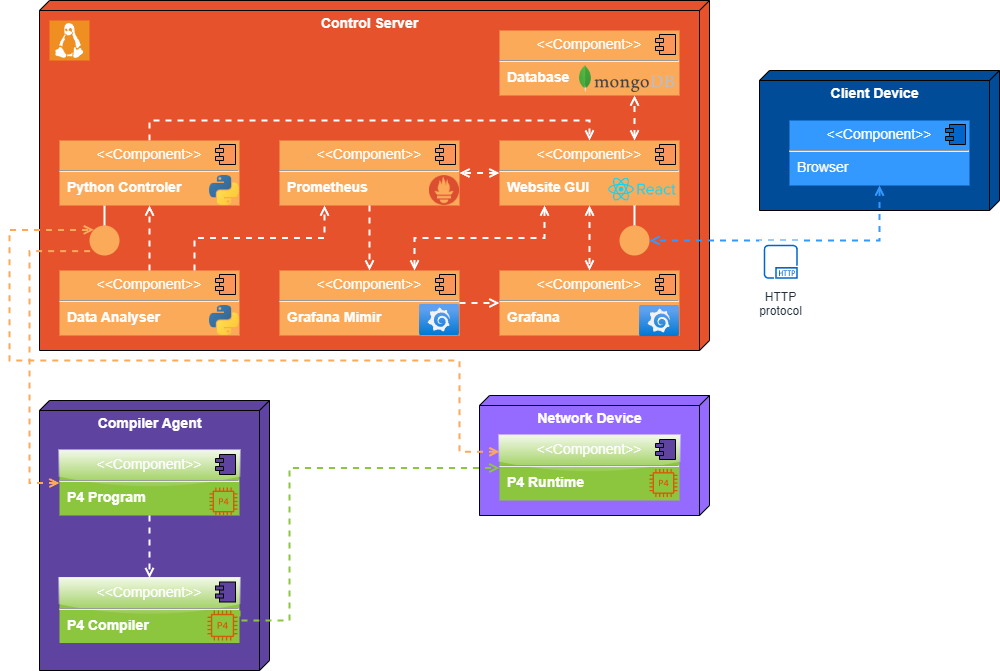 Control Server
<<Component>>
Database
mongoDB
Client Device
<<Component>>
Browser
<<Component>>
Python Controler
<<Component>>
Prometheus
<<Component>>
Website GUI
React
HTTP
HTTP
protocol
<<Component>>
Data Analyser
<<Component>>
Grafana Mimir
<<Component>>
Grafana
Compiler Agent
<<Component>>
P4 Program
P4
Network Device
<<Component>>
P4 Runtime
P4
<<Component>>
P4 Compiler
P4